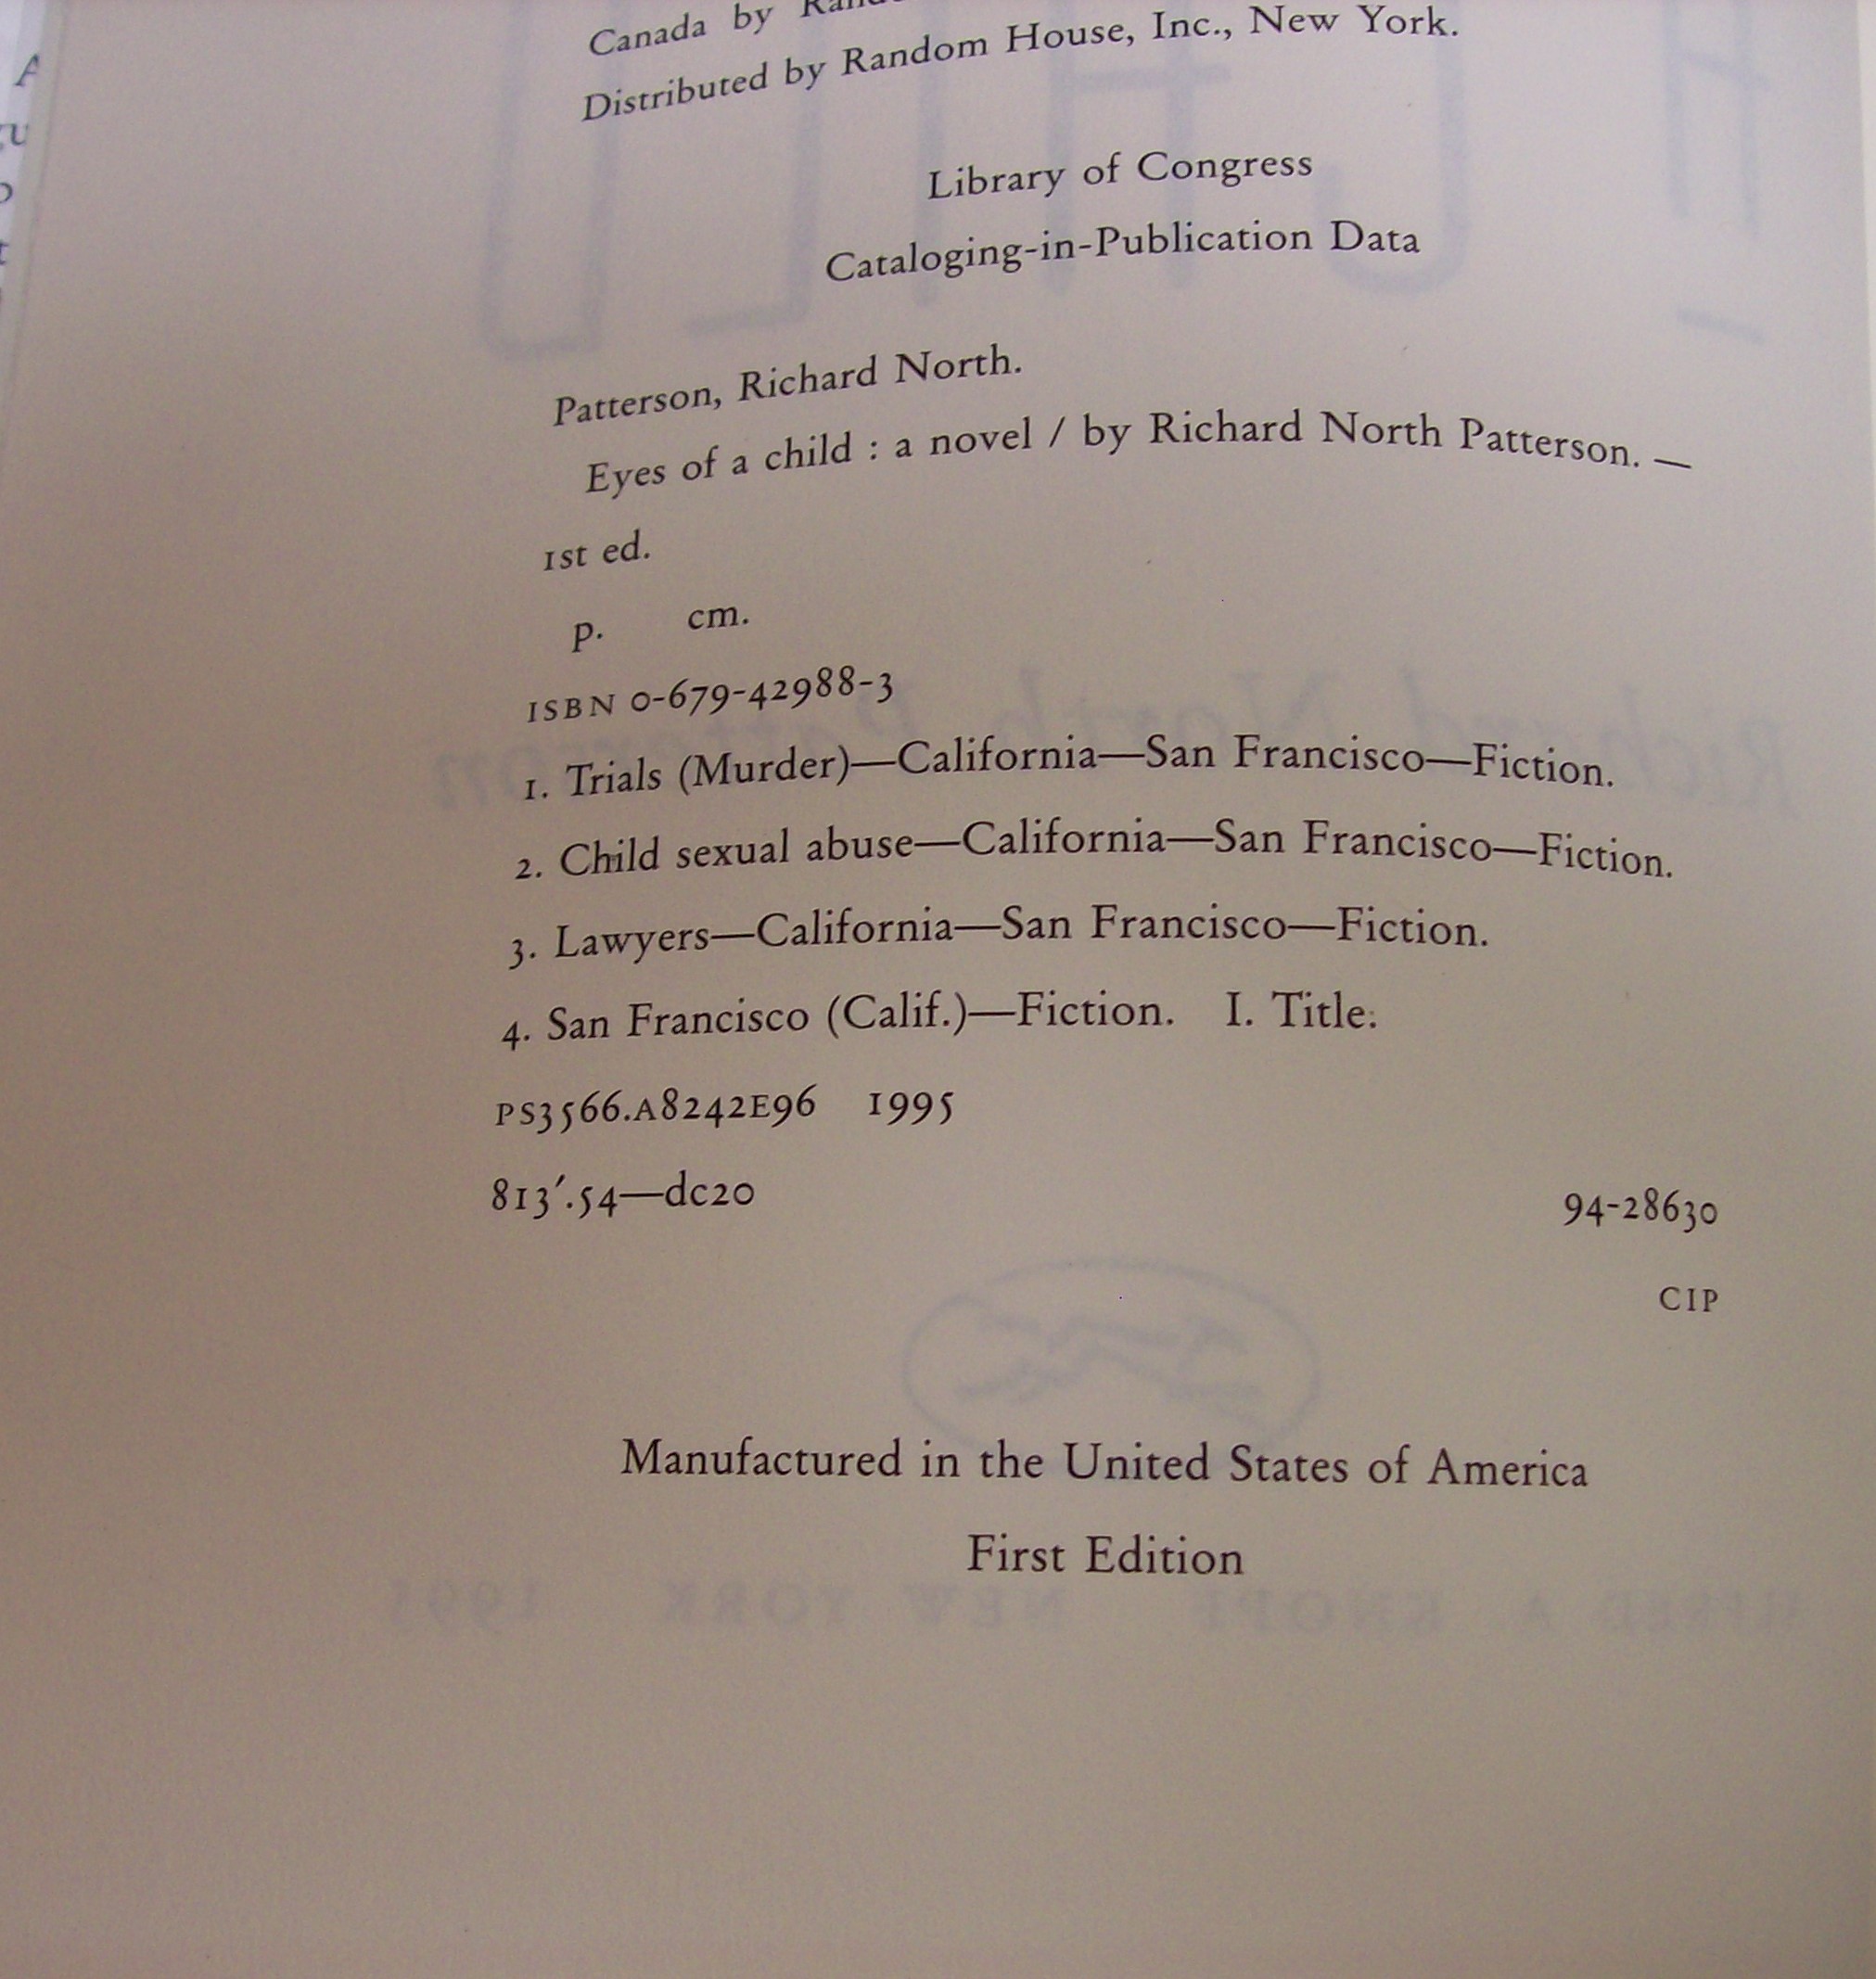 Canada by
Distributed by Random House, Inc., New York.
Library of Congress
Cataloging-in-Publication Data
Patterson, Richard North.
Eyes of a child : a novel / by Richard North Patterson. —
1st ed.
p. cm.
ISBN 0-679-42988-3
1. Trials (Murder)—California—San Francisco—Fiction.
2. Child sexual abuse—California—San Francisco—Fiction.
3. Lawyers—California—San Francisco—Fiction.
4. San Francisco (Calif.)—Fiction. I. Title.
PS3566.A8242E96 1995
813'.54—dc20 94-28630
CIP
Manufactured in the United States of America
First Edition